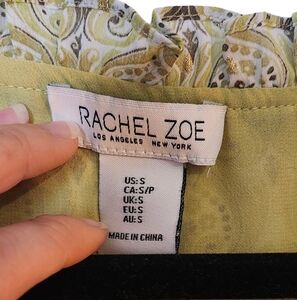 RACHEL ZOE
LOS ANGELES NEW YORK
US:S
CA:S/P
UK:S
EU:S
AU:S
MADE IN CHINA